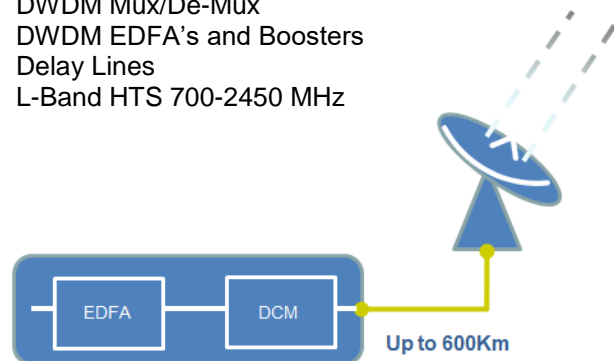 DWDM Mux/De-Mux
DWDM EDFA's and Boosters
Delay Lines
L-Band HTS 700-2450 MHz
EDFA
DCM
Up to 600Km